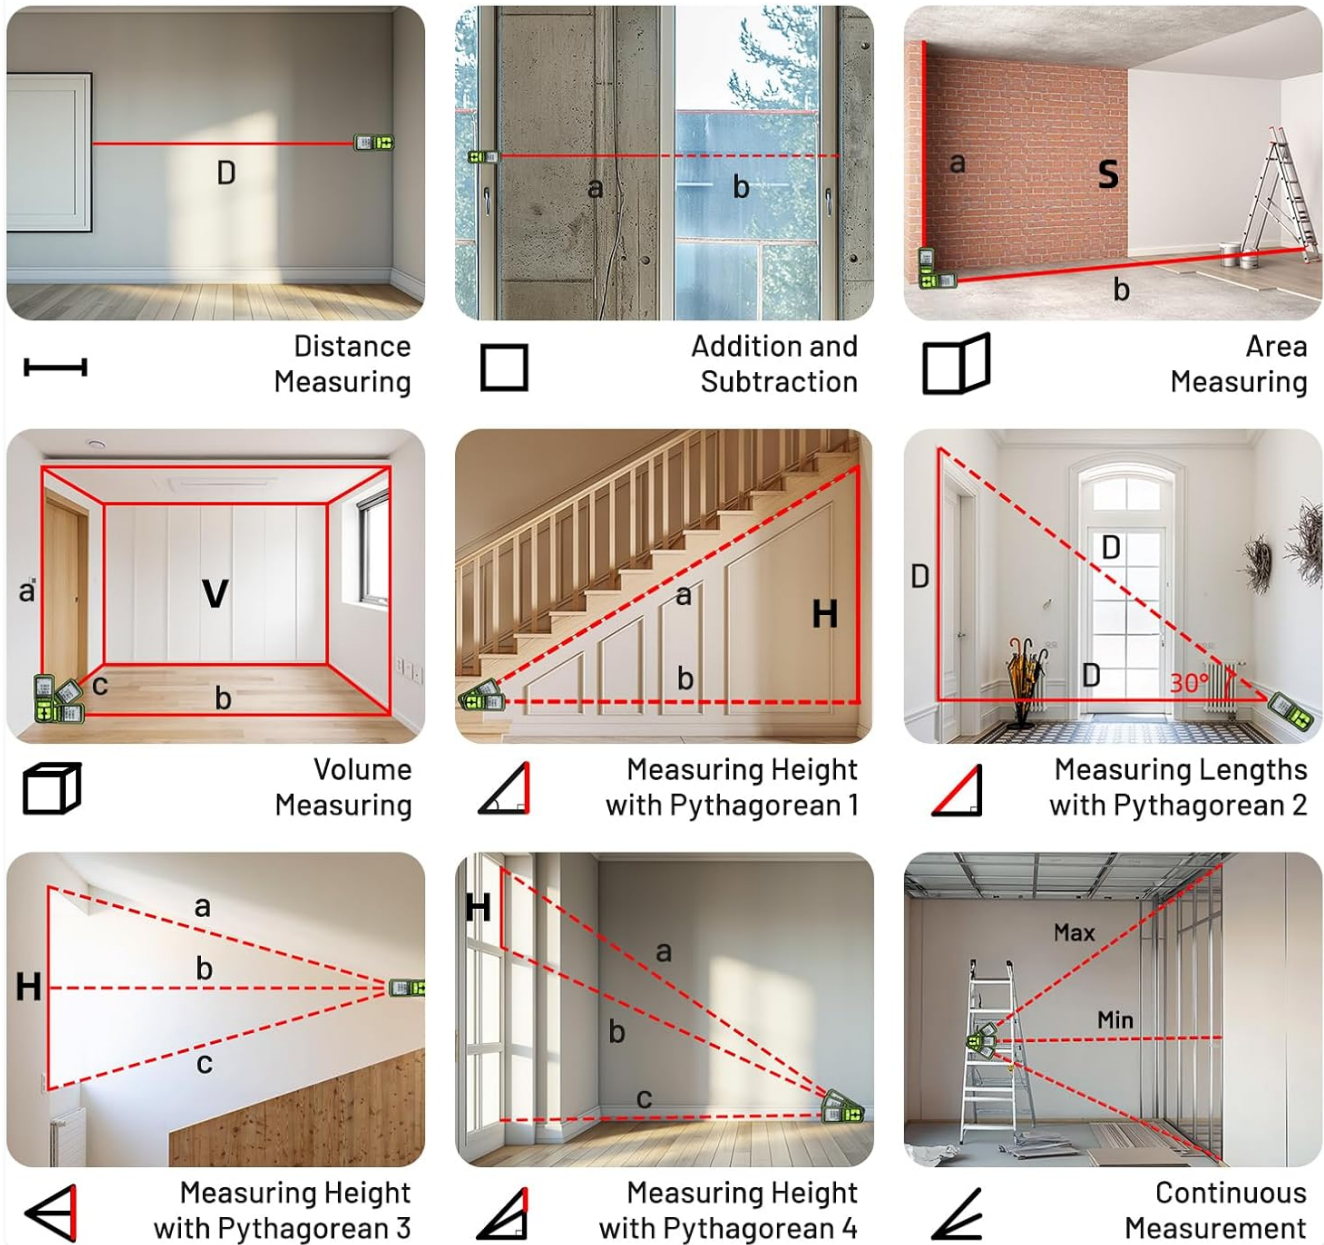 D
a
b
a
S
b
Distance
Measuring
Addition and
Subtraction
Area
Measuring
a
V
c
b
a
H
b
D
D
D
30°
Volume
Measuring
Measuring Height
with Pythagorean 1
Measuring Lengths
with Pythagorean 2
a
H
b
c
H
a
b
c
Max
Min
Measuring Height
with Pythagorean 3
Measuring Height
with Pythagorean 4
Continuous
Measurement